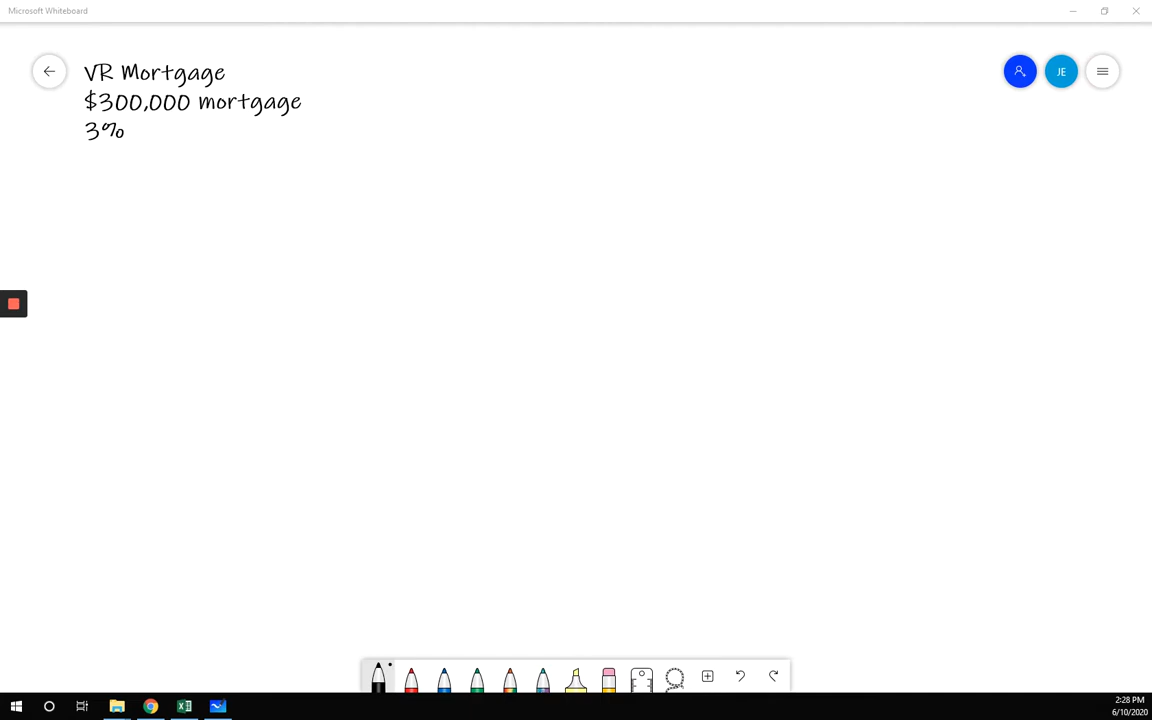 Microsoft Whiteboard
VR Mortgage
$300,000 mortgage
3%
JE
2:28 PM
6/10/2020